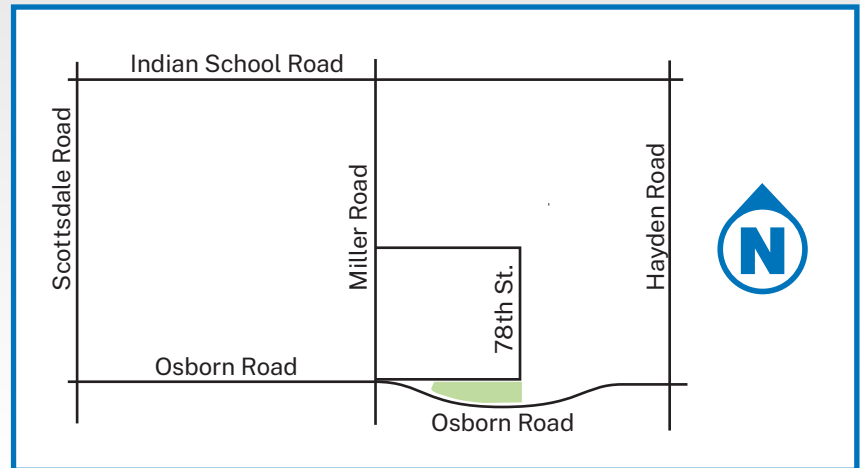 Indian School Road
Scottsdale Road
Miller Road
Hayden Road
N
78th St.
Osborn Road
Osborn Road